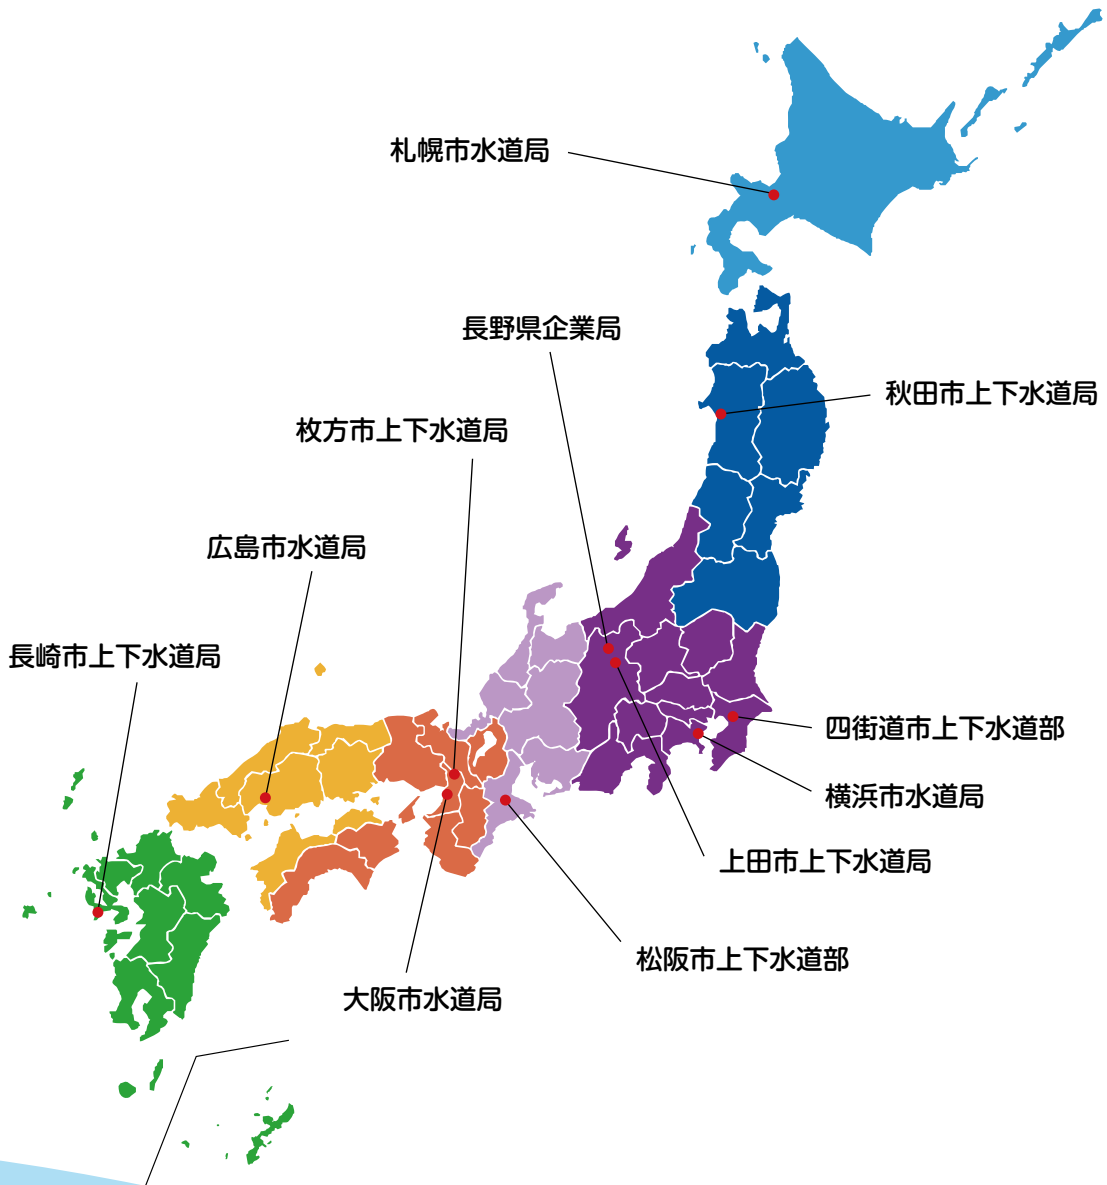 札幌市水道局
長野県企業局
秋田市上下水道局
枚方市上下水道局
広島市水道局
長崎市上下水道局
四街道市上下水道部
横浜市水道局
上田市上下水道局
松阪市上下水道部
大阪市水道局